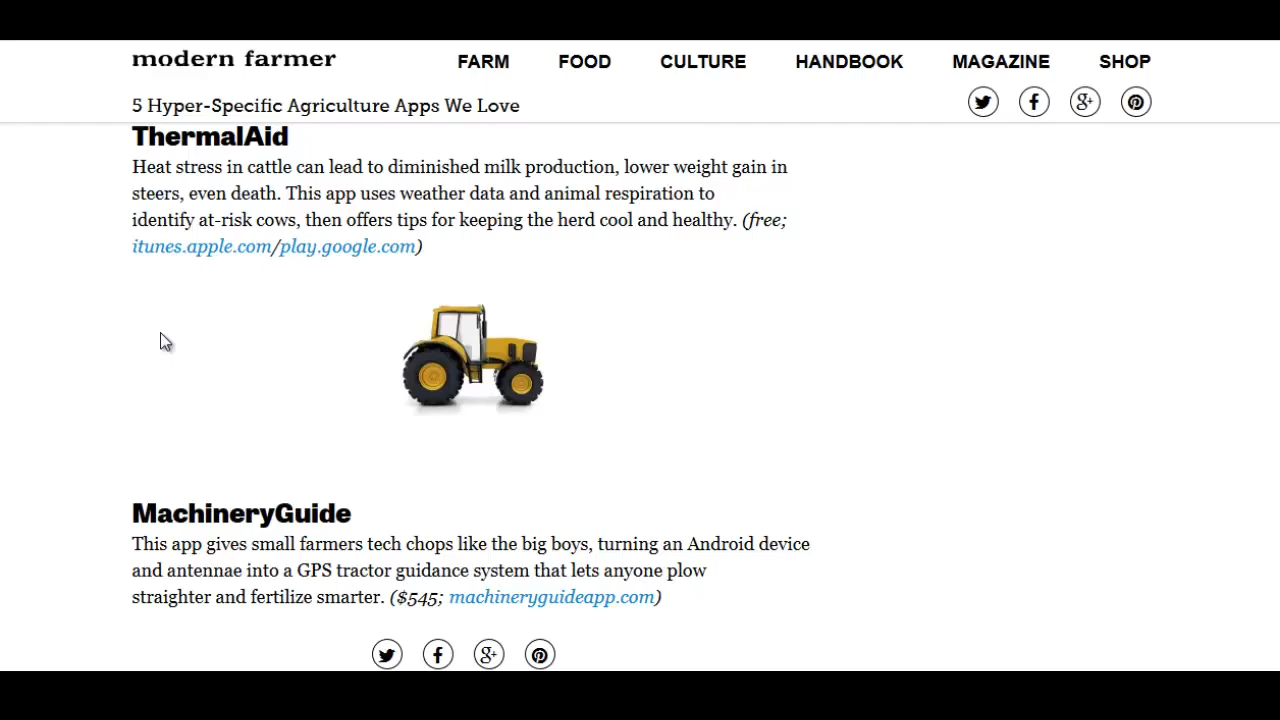 modern farmer
FARM FOOD CULTURE HANDBOOK MAGAZINE SHOP
5 Hyper-Specific Agriculture Apps We Love
ThermalAid
Heat stress in cattle can lead to diminished milk production, lower weight gain in
steers, even death. This app uses weather data and animal respiration to
identify at-risk cows, then offers tips for keeping the herd cool and healthy. (free;
itunes.apple.com/play.google.com)
MachineryGuide
This app gives small farmers tech chops like the big boys, turning an Android device
and antennae into a GPS tractor guidance system that lets anyone plow
straighter and fertilize smarter. ($545; machineryguideapp.com)